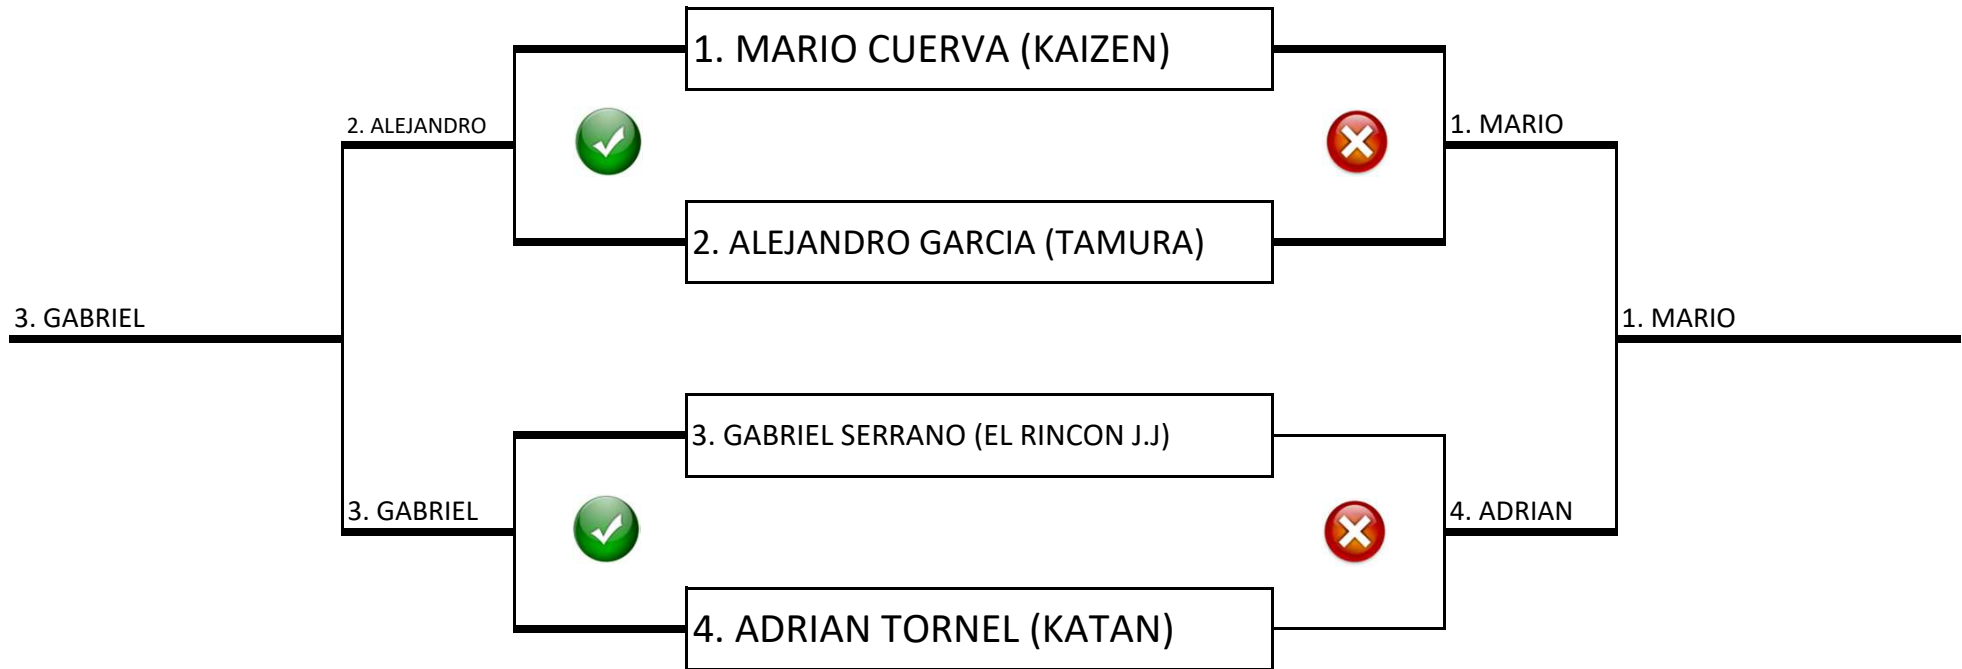 1. MARIO CUERVA (KAIZEN)
2. ALEJANDRO
1. MARIO
2. ALEJANDRO GARCIA (TAMURA)
3. GABRIEL
1. MARIO
3. GABRIEL SERRANO (EL RINCON J.J)
3. GABRIEL
4. ADRIAN
4. ADRIAN TORNEL (KATAN)